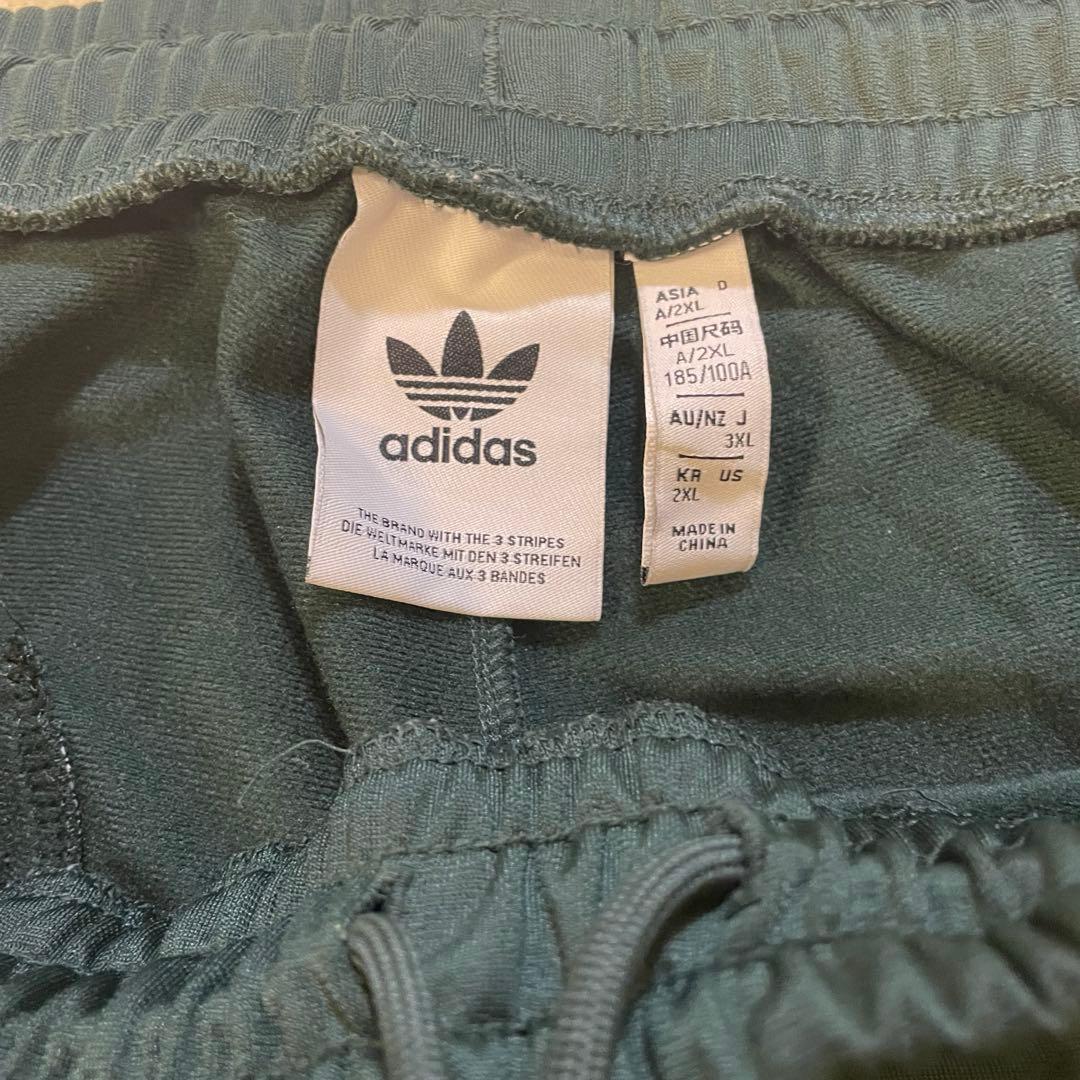 adidas
THE BRAND WITH THE 3 STRIPES
DIE WELTMARKE MIT DEN 3 STREIFEN
LA MARQUE AUX 3 BANDES
ASIA D
A/2XL
中国尺码
A/2XL
185/100A
AU/NZ J
3XL
KR US
2XL
MADE IN
CHINA